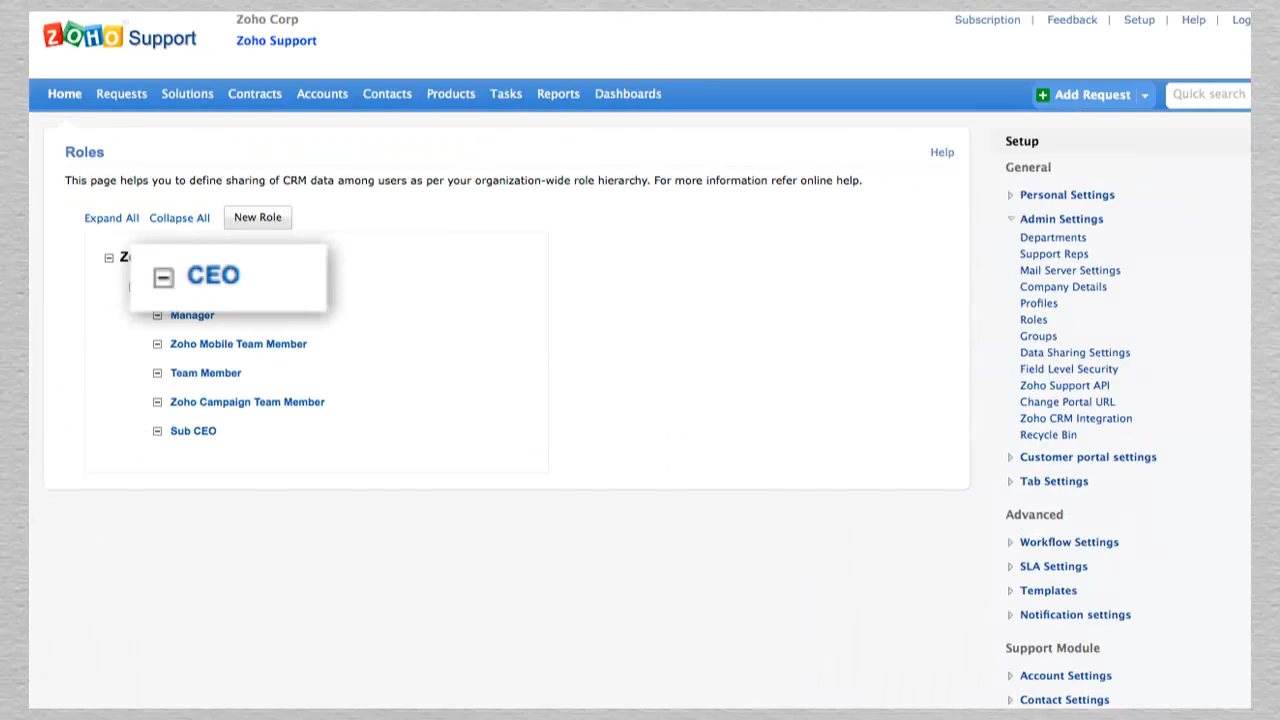 ZOHO Support
Zoho Corp
Zoho Support
Subscription | Feedback | Setup | Help | Log
Home Requests Solutions Contracts Accounts Contacts Products Tasks Reports Dashboards
Add Request
Quick search
Roles
Help
This page helps you to define sharing of CRM data among users as per your organization-wide role hierarchy. For more information refer online help.
Expand All Collapse All New Role
CEO
Manager
Zoho Mobile Team Member
Team Member
Zoho Campaign Team Member
Sub CEO
Setup
General
Personal Settings
Admin Settings
Departments
Support Reps
Mail Server Settings
Company Details
Profiles
Roles
Groups
Data Sharing Settings
Field Level Security
Zoho Support API
Change Portal URL
Zoho CRM Integration
Recycle Bin
Customer portal settings
Tab Settings
Advanced
Workflow Settings
SLA Settings
Templates
Notification settings
Support Module
Account Settings
Contact Settings